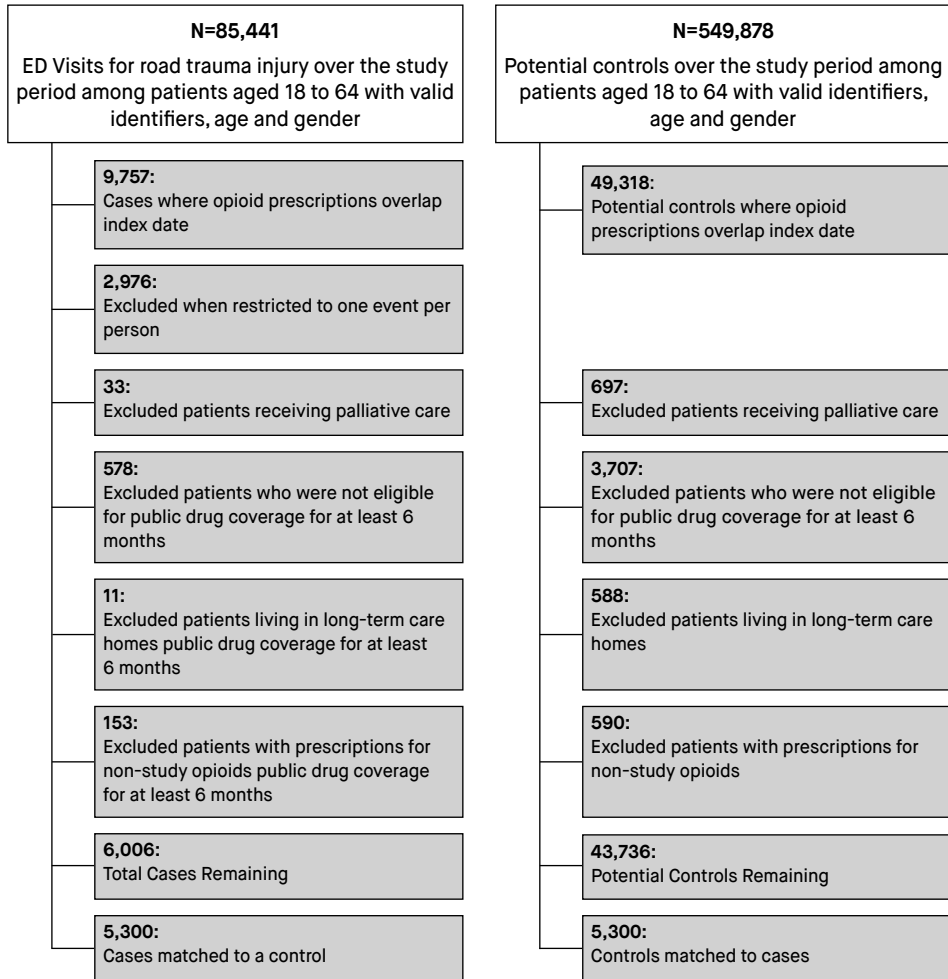 N=85,441
ED Visits for road trauma injury over the study
period among patients aged 18 to 64 with valid
identifiers, age and gender
9,757:
Cases where opioid prescriptions overlap
index date
2,976:
Excluded when restricted to one event per
person
33:
Excluded patients receiving palliative care
578:
Excluded patients who were not eligible
for public drug coverage for at least 6
months
11:
Excluded patients living in long-term care
homes public drug coverage for at least
6 months
153:
Excluded patients with prescriptions for
non-study opioids public drug coverage
for at least 6 months
6,006:
Total Cases Remaining
5,300:
Cases matched to a control
N=549,878
Potential controls over the study period among
patients aged 18 to 64 with valid identifiers,
age and gender
49,318:
Potential controls where opioid
prescriptions overlap index date
697:
Excluded patients receiving palliative care
3,707:
Excluded patients who were not eligible
for public drug coverage for at least 6
months
588:
Excluded patients living in long-term care
homes
590:
Excluded patients with prescriptions for
non-study opioids
43,736:
Potential Controls Remaining
5,300:
Controls matched to cases